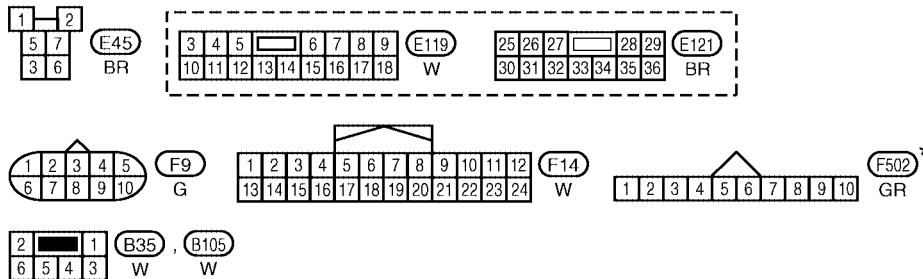 1 2
5 7 E45
3 6 BR
3 4 5 6 7 8 9 E119
10 11 12 13 14 15 16 17 18 W
25 26 27 28 29 E121
30 31 32 33 34 35 36 BR
1 2 3 4 5 F9
6 7 8 9 10 G
1 2 3 4 5 6 7 8 9 10 11 12 F14
13 14 15 16 17 18 19 20 21 22 23 24 W
1 2 3 4 5 6 7 8 9 10 F502 *
GR
2 1 B35 , B105
6 5 4 3 W W